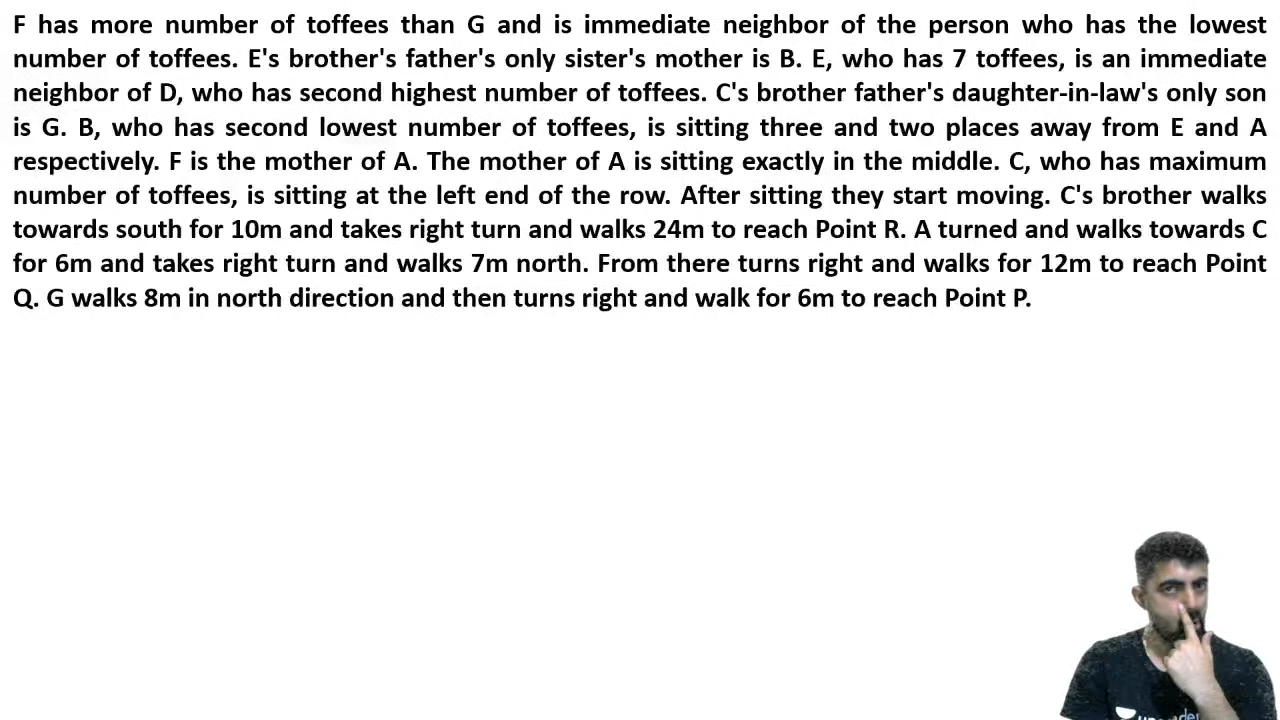 F has more number of toffees than G and is immediate neighbor of the person who has the lowest
number of toffees. E's brother's father's only sister's mother is B. E, who has 7 toffees, is an immediate
neighbor of D, who has second highest number of toffees. C's brother father's daughter-in-law's only son
is G. B, who has second lowest number of toffees, is sitting three and two places away from E and A
respectively. F is the mother of A. The mother of A is sitting exactly in the middle. C, who has maximum
number of toffees, is sitting at the left end of the row. After sitting they start moving. C's brother walks
towards south for 10m and takes right turn and walks 24m to reach Point R. A turned and walks towards C
for 6m and takes right turn and walks 7m north. From there turns right and walks for 12m to reach Point
Q. G walks 8m in north direction and then turns right and walk for 6m to reach Point P.